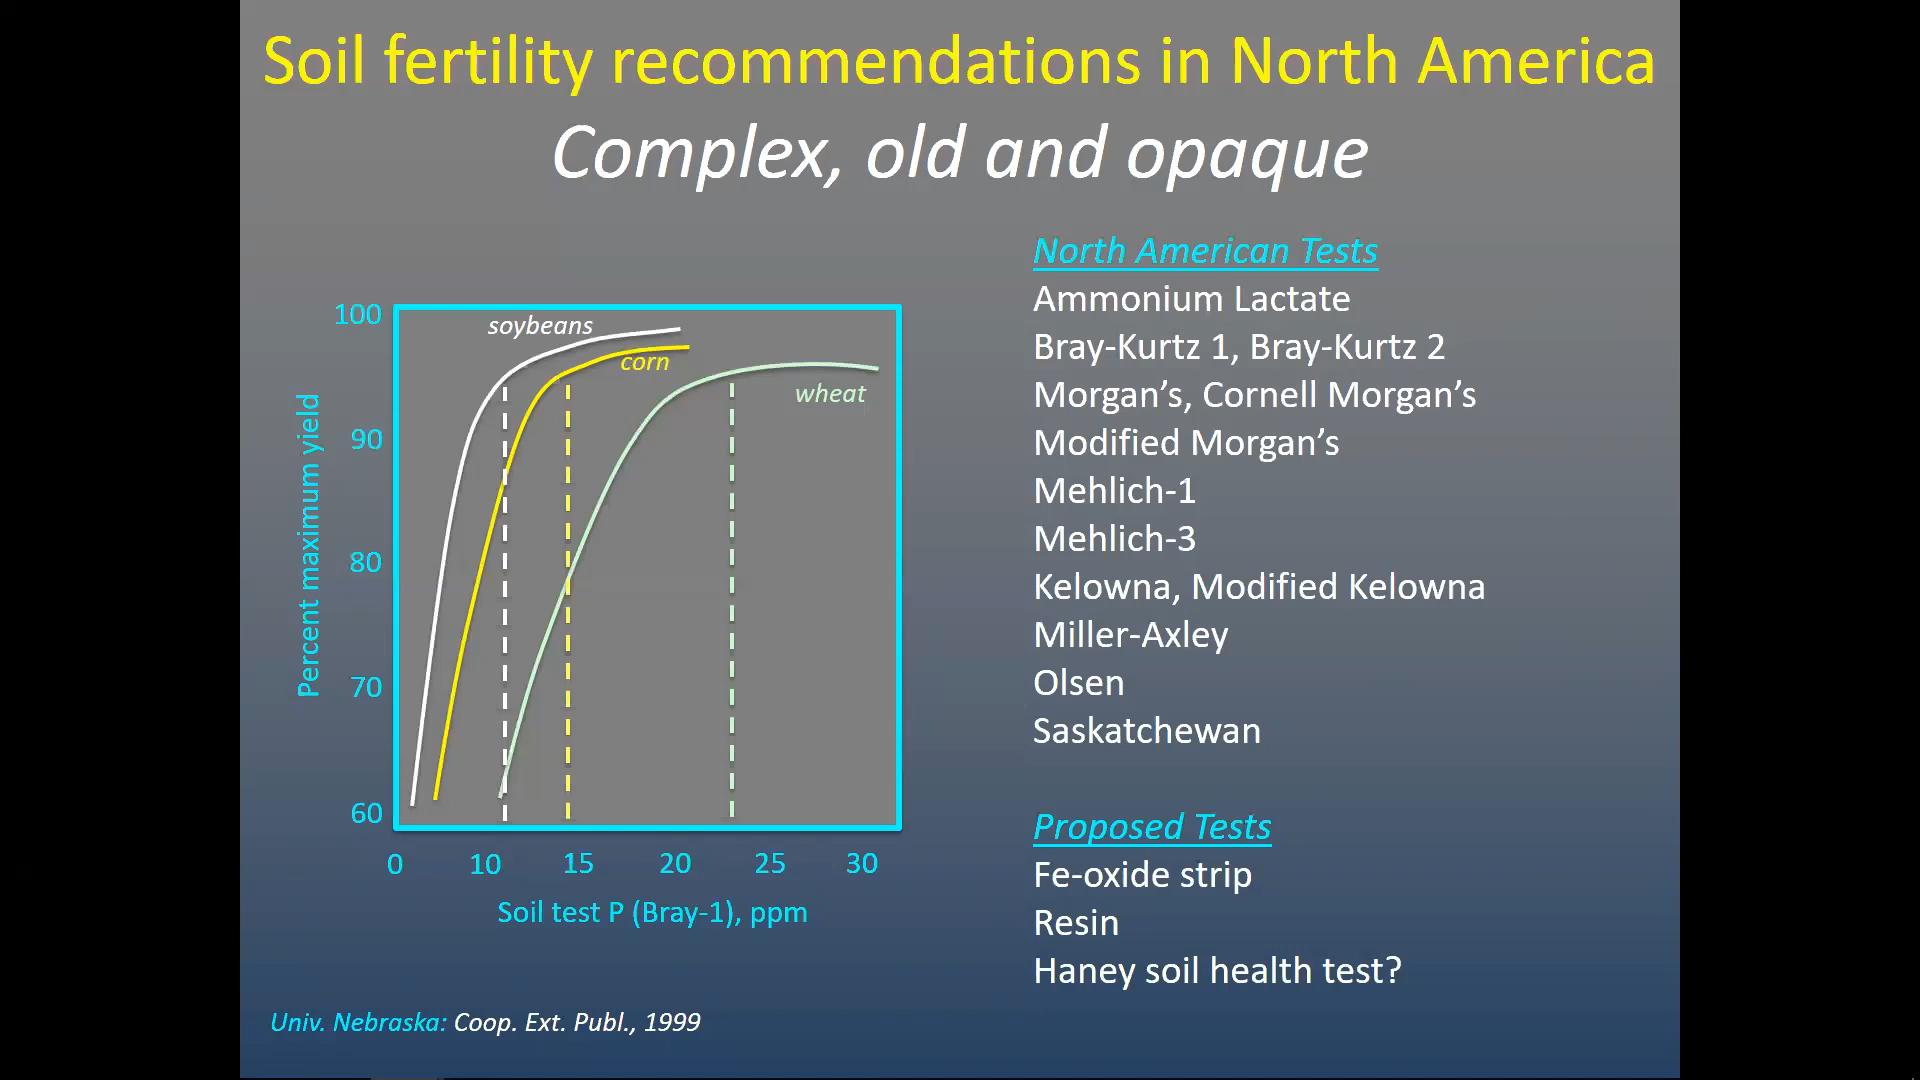 Soil fertility recommendations in North America
Complex, old and opaque
100
90
80
70
60
Percent maximum yield
soybeans
corn
wheat
0 10 15 20 25 30
Soil test P (Bray-1), ppm
Univ. Nebraska: Coop. Ext. Publ., 1999
North American Tests
Ammonium Lactate
Bray-Kurtz 1, Bray-Kurtz 2
Morgan’s, Cornell Morgan’s
Modified Morgan’s
Mehlich-1
Mehlich-3
Kelowna, Modified Kelowna
Miller-Axley
Olsen
Saskatchewan
Proposed Tests
Fe-oxide strip
Resin
Haney soil health test?